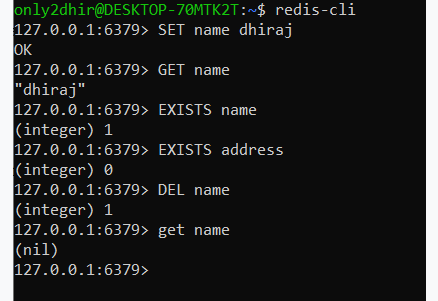 only2dhir@DESKTOP-70MTK2T:~$ redis-cli
127.0.0.1:6379> SET name dhiraj
OK
127.0.0.1:6379> GET name
"dhiraj"
127.0.0.1:6379> EXISTS name
(integer) 1
127.0.0.1:6379> EXISTS address
(integer) 0
127.0.0.1:6379> DEL name
(integer) 1
127.0.0.1:6379> get name
(nil)
127.0.0.1:6379>